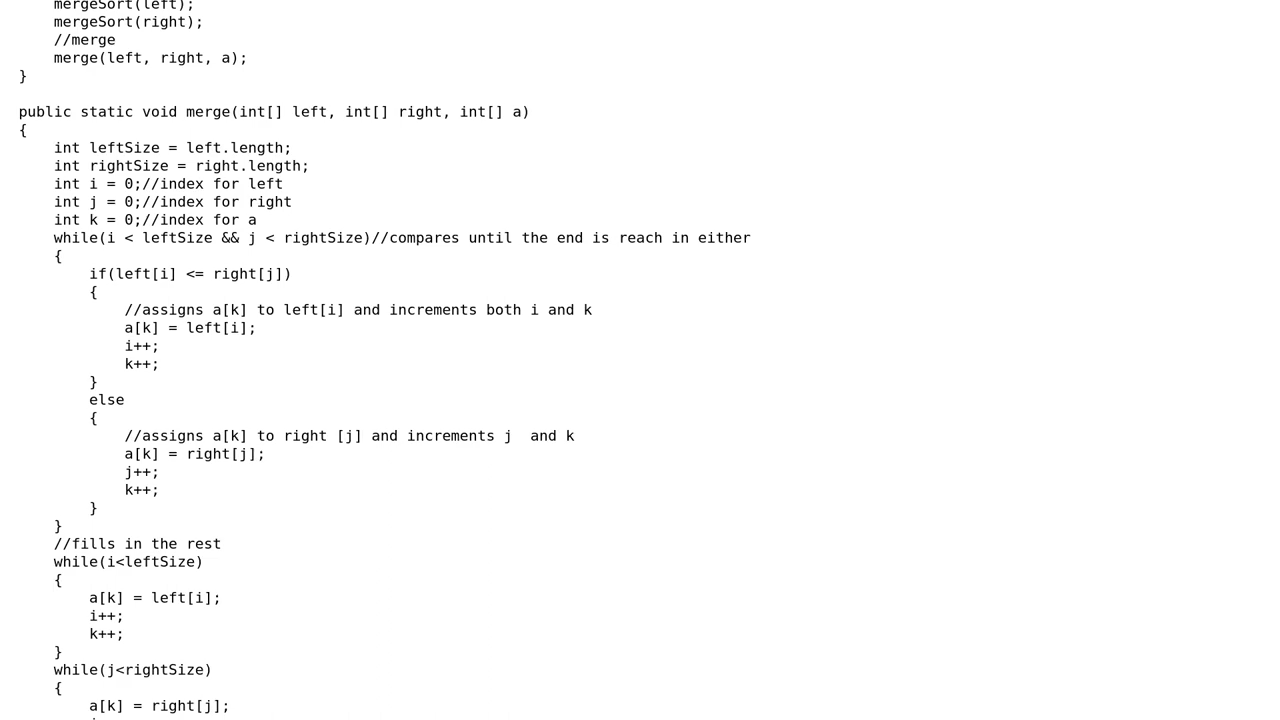 mergeSort(left);
    mergeSort(right);
    //merge
    merge(left, right, a);
}

public static void merge(int[] left, int[] right, int[] a)
{
    int leftSize = left.length;
    int rightSize = right.length;
    int i = 0;//index for left
    int j = 0;//index for right
    int k = 0;//index for a
    while(i < leftSize && j < rightSize)//compares until the end is reach in either
    {
        if(left[i] <= right[j])
        {
            //assigns a[k] to left[i] and increments both i and k
            a[k] = left[i];
            i++;
            k++;
        }
        else
        {
            //assigns a[k] to right [j] and increments j  and k
            a[k] = right[j];
            j++;
            k++;
        }
    }
    //fills in the rest
    while(i<leftSize)
    {
        a[k] = left[i];
        i++;
        k++;
    }
    while(j<rightSize)
    {
        a[k] = right[j];